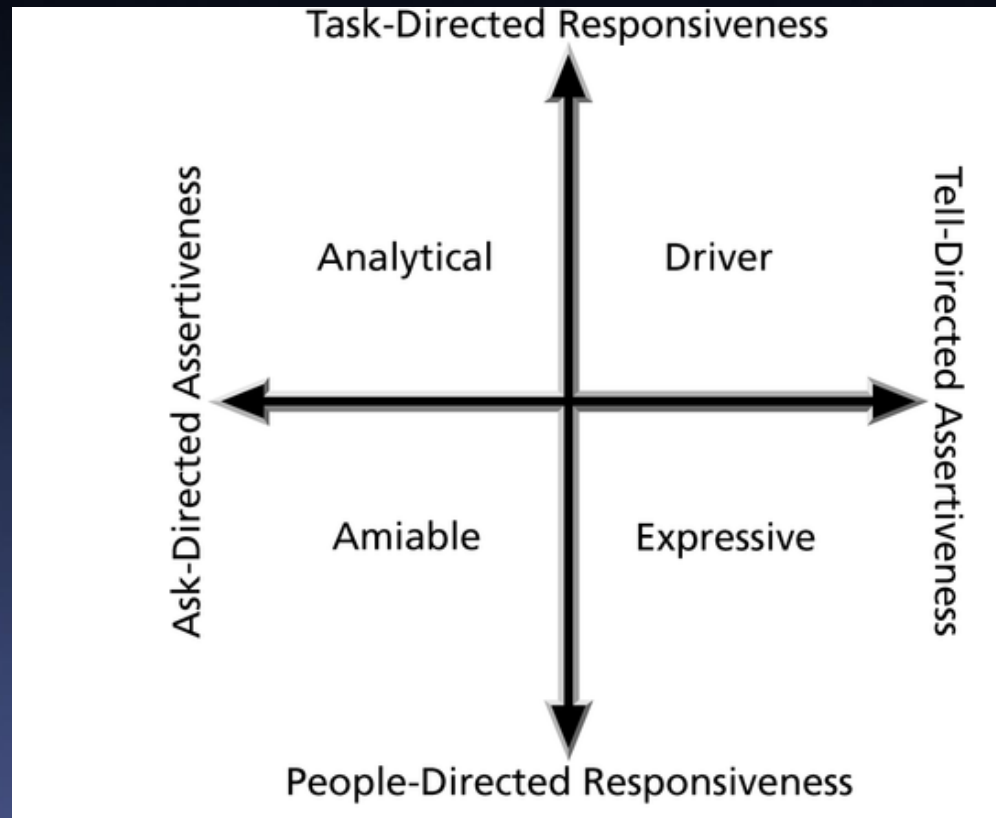 Task-Directed Responsiveness
Ask-Directed Assertiveness
Tell-Directed Assertiveness
Analytical
Driver
Amiable
Expressive
People-Directed Responsiveness